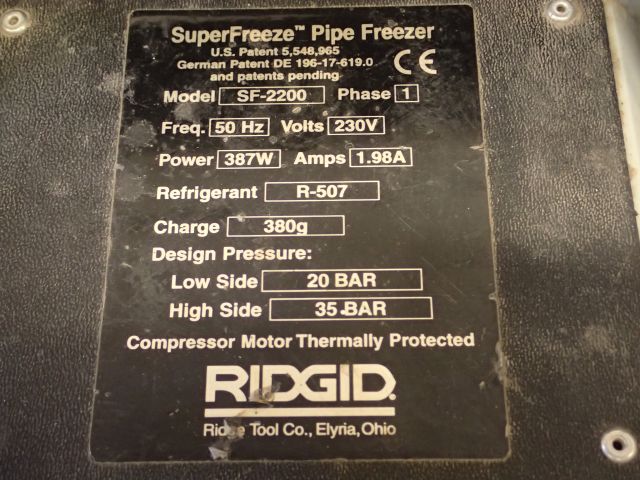 SuperFreeze™ Pipe Freezer
U.S. Patent 5,548,965
German Patent DE 196-17-619.0
and patents pending
CE
Model SF-2200 Phase 1
Freq. 50 Hz Volts 230V
Power 387W Amps 1.98A
Refrigerant R-507
Charge 380g
Design Pressure:
Low Side 20 BAR
High Side 35 BAR
Compressor Motor Thermally Protected
RIDGID.
Ridge Tool Co., Elyria, Ohio